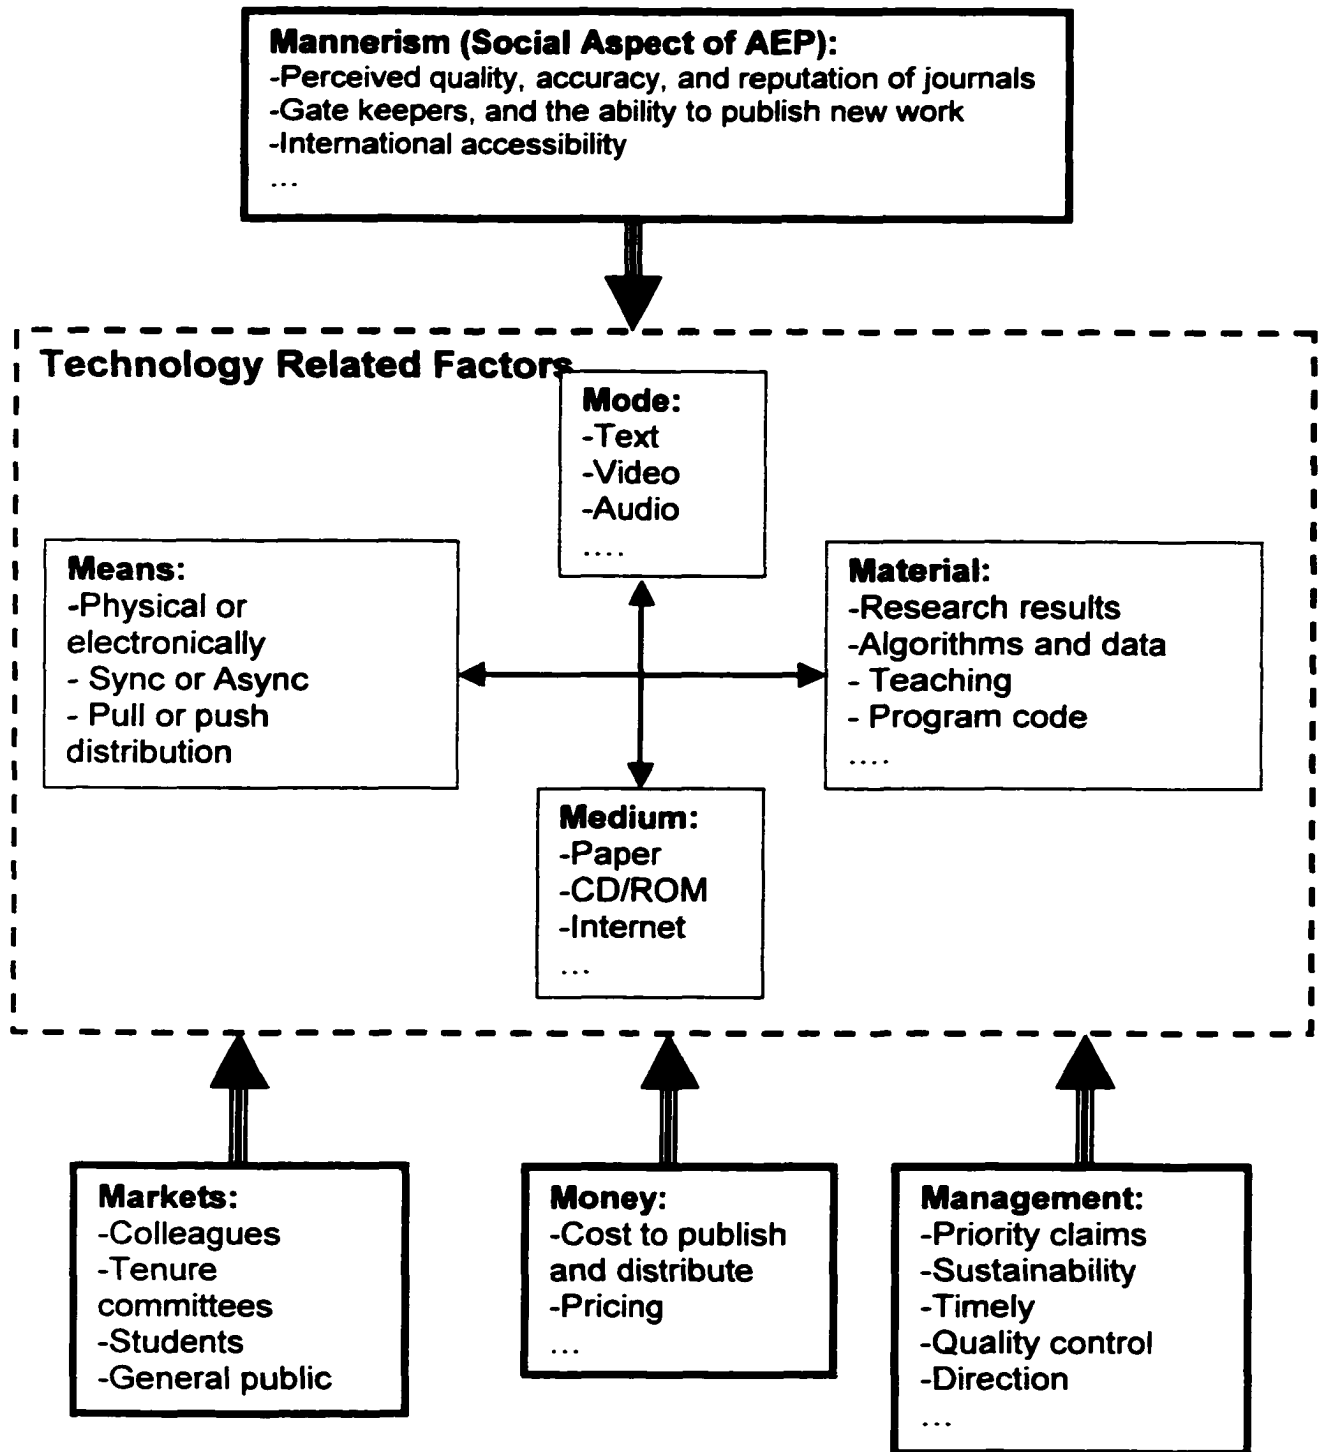 Mannerism (Social Aspect of AEP):
-Perceived quality, accuracy, and reputation of journals
-Gate keepers, and the ability to publish new work
-International accessibility
...
Technology Related Factors
Mode:
-Text
-Video
-Audio
....
Means:
-Physical or
electronically
- Sync or Async
- Pull or push
distribution
Material:
-Research results
-Algorithms and data
- Teaching
- Program code
....
Medium:
-Paper
-CD/ROM
-Internet
...
Markets:
-Colleagues
-Tenure
committees
-Students
-General public
Money:
-Cost to publish
and distribute
-Pricing
...
Management:
-Priority claims
-Sustainability
-Timely
-Quality control
-Direction
...